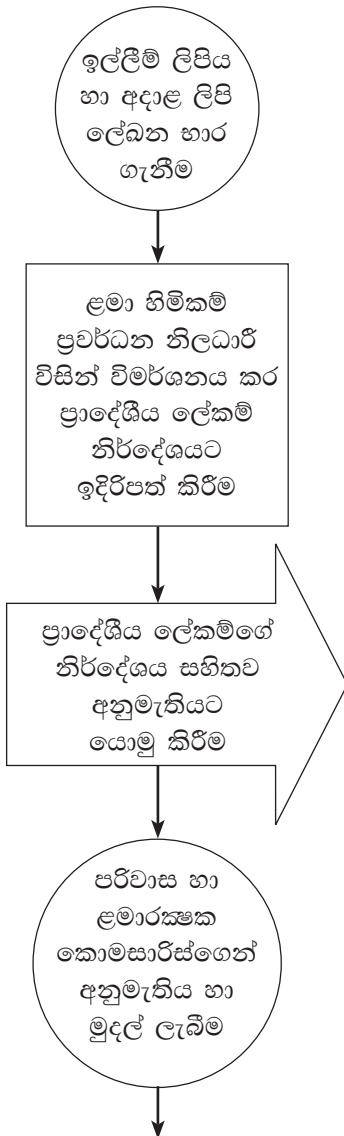 ඉල්ලීම් ලිපිය
හා අදාළ ලිපි
ලේඛන භාර
ගැනීම
ළමා හිමිකම්
ප්‍රවර්ධන නිලධාරී
විසින් විමර්ශනය කර
ප්‍රාදේශීය ලේකම්
නිර්දේශයට
ඉදිරිපත් කිරීම
ප්‍රාදේශීය ලේකම්ගේ
නිර්දේශය සහිතව
අනුමැතියට
යොමු කිරීම
පරිවාස හා
ළමාරක්‍ෂක
කොමසාරිස්ගෙන්
අනුමැතිය හා
මුදල් ලැබීම